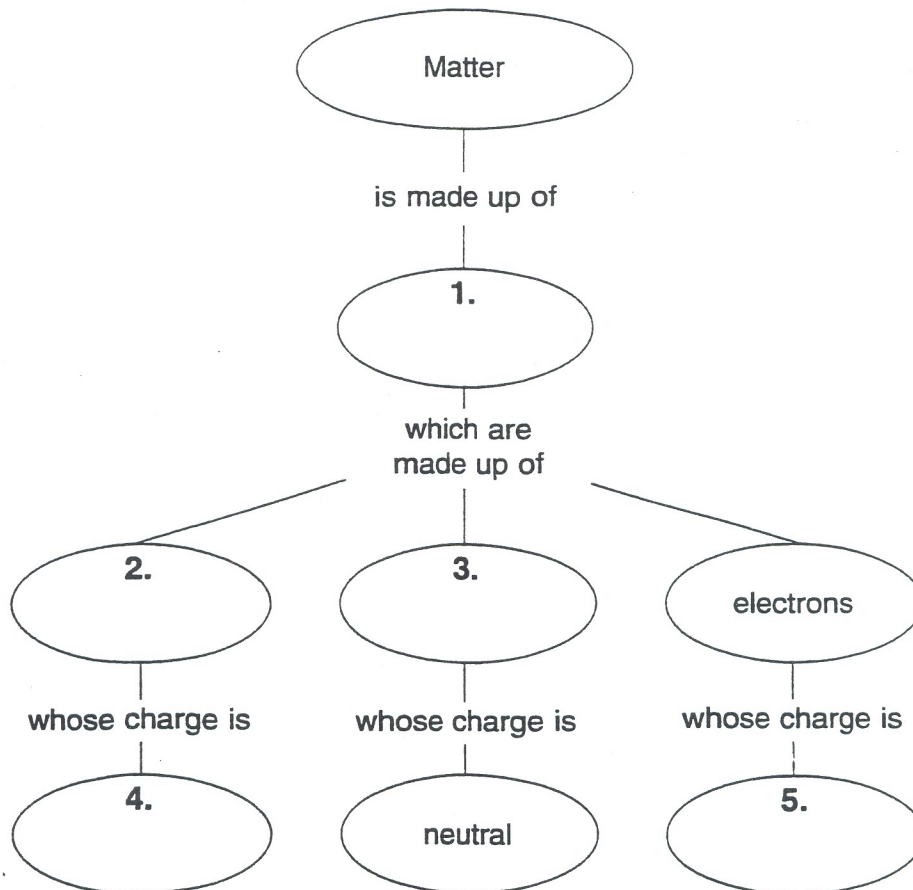 Matter
is made up of
1.
which are
made up of
2.
3.
electrons
whose charge is
whose charge is
whose charge is
4.
neutral
5.